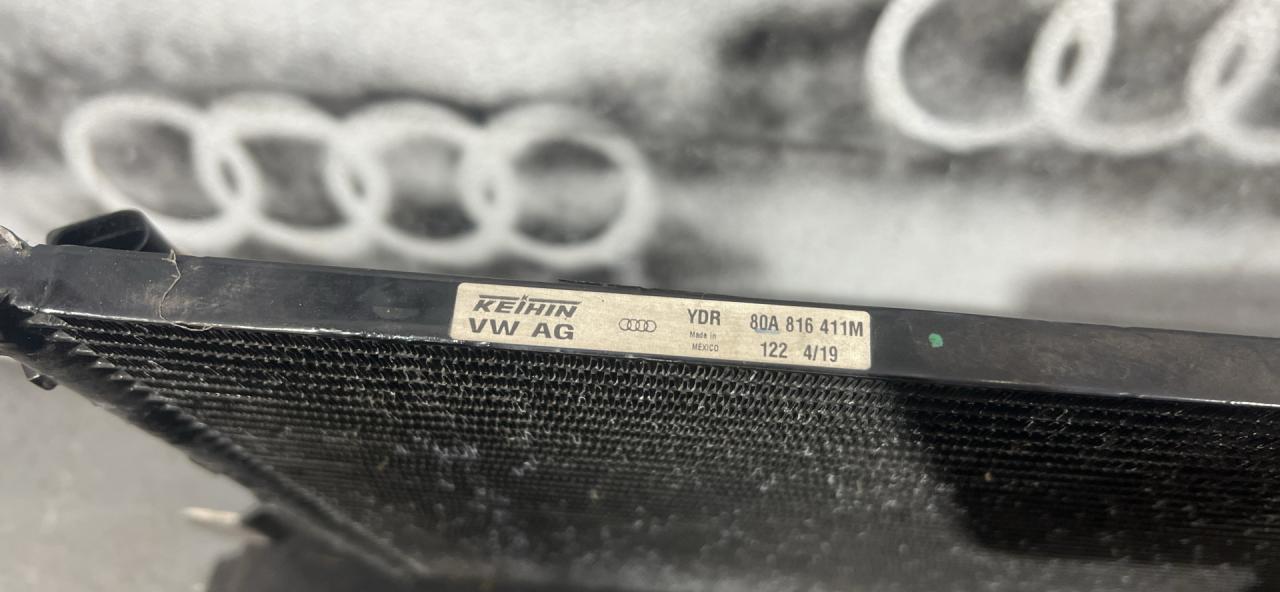 KEIHIN
VW AG
YDR
Made in
MEXICO
80A 816 411M
122 4/19